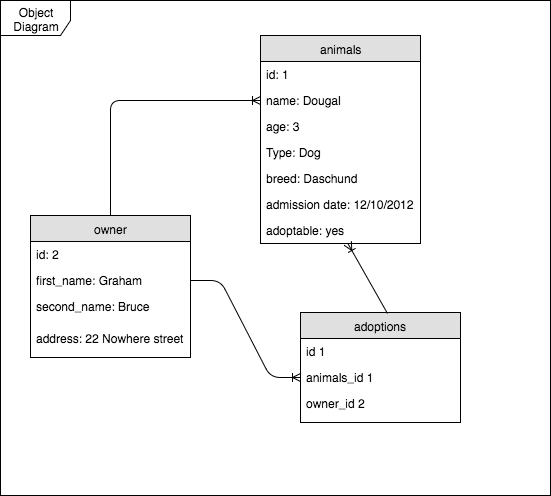 Object
Diagram
animals
id: 1
name: Dougal
age: 3
Type: Dog
breed: Daschund
admission date: 12/10/2012
adoptable: yes
owner
id: 2
first_name: Graham
second_name: Bruce
address: 22 Nowhere street
adoptions
id 1
animals_id 1
owner_id 2